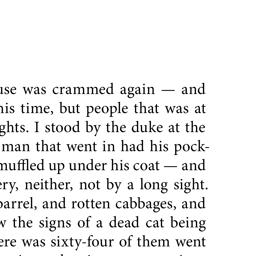 use was crammed again — and
his time, but people that was at
ghts. I stood by the duke at the
man that went in had his pock-
muffled up under his coat — and
ery, neither, not by a long sight.
barrel, and rotten cabbages, and
w the signs of a dead cat being
ere was sixty-four of them went